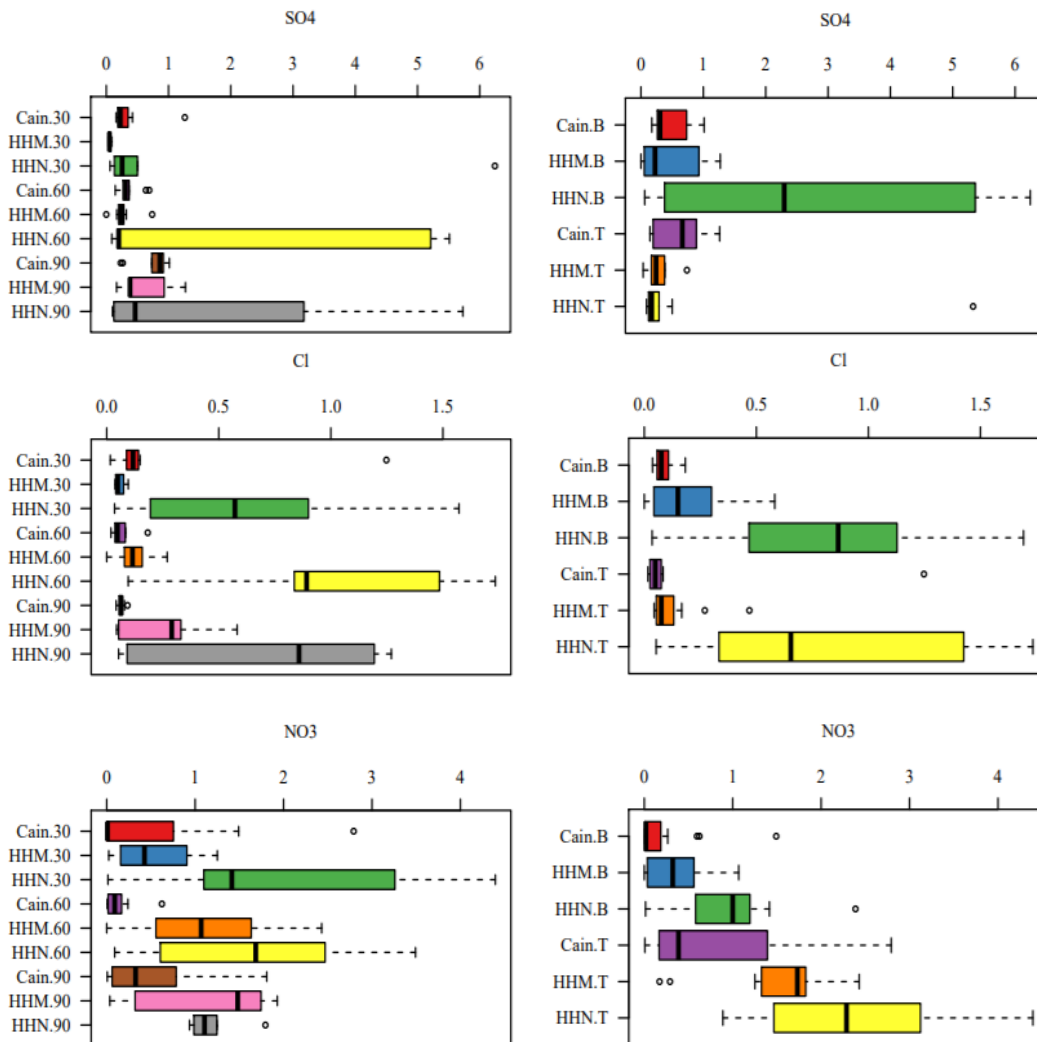 SO4
0 1 2 3 4 5 6
Cain.30
HHM.30
HHN.30
Cain.60
HHM.60
HHN.60
Cain.90
HHM.90
HHN.90
SO4
0 1 2 3 4 5 6
Cain.B
HHM.B
HHN.B
Cain.T
HHM.T
HHN.T
Cl
0.0 0.5 1.0 1.5
Cain.30
HHM.30
HHN.30
Cain.60
HHM.60
HHN.60
Cain.90
HHM.90
HHN.90
Cl
0.0 0.5 1.0 1.5
Cain.B
HHM.B
HHN.B
Cain.T
HHM.T
HHN.T
NO3
0 1 2 3 4
Cain.30
HHM.30
HHN.30
Cain.60
HHM.60
HHN.60
Cain.90
HHM.90
HHN.90
NO3
0 1 2 3 4
Cain.B
HHM.B
HHN.B
Cain.T
HHM.T
HHN.T